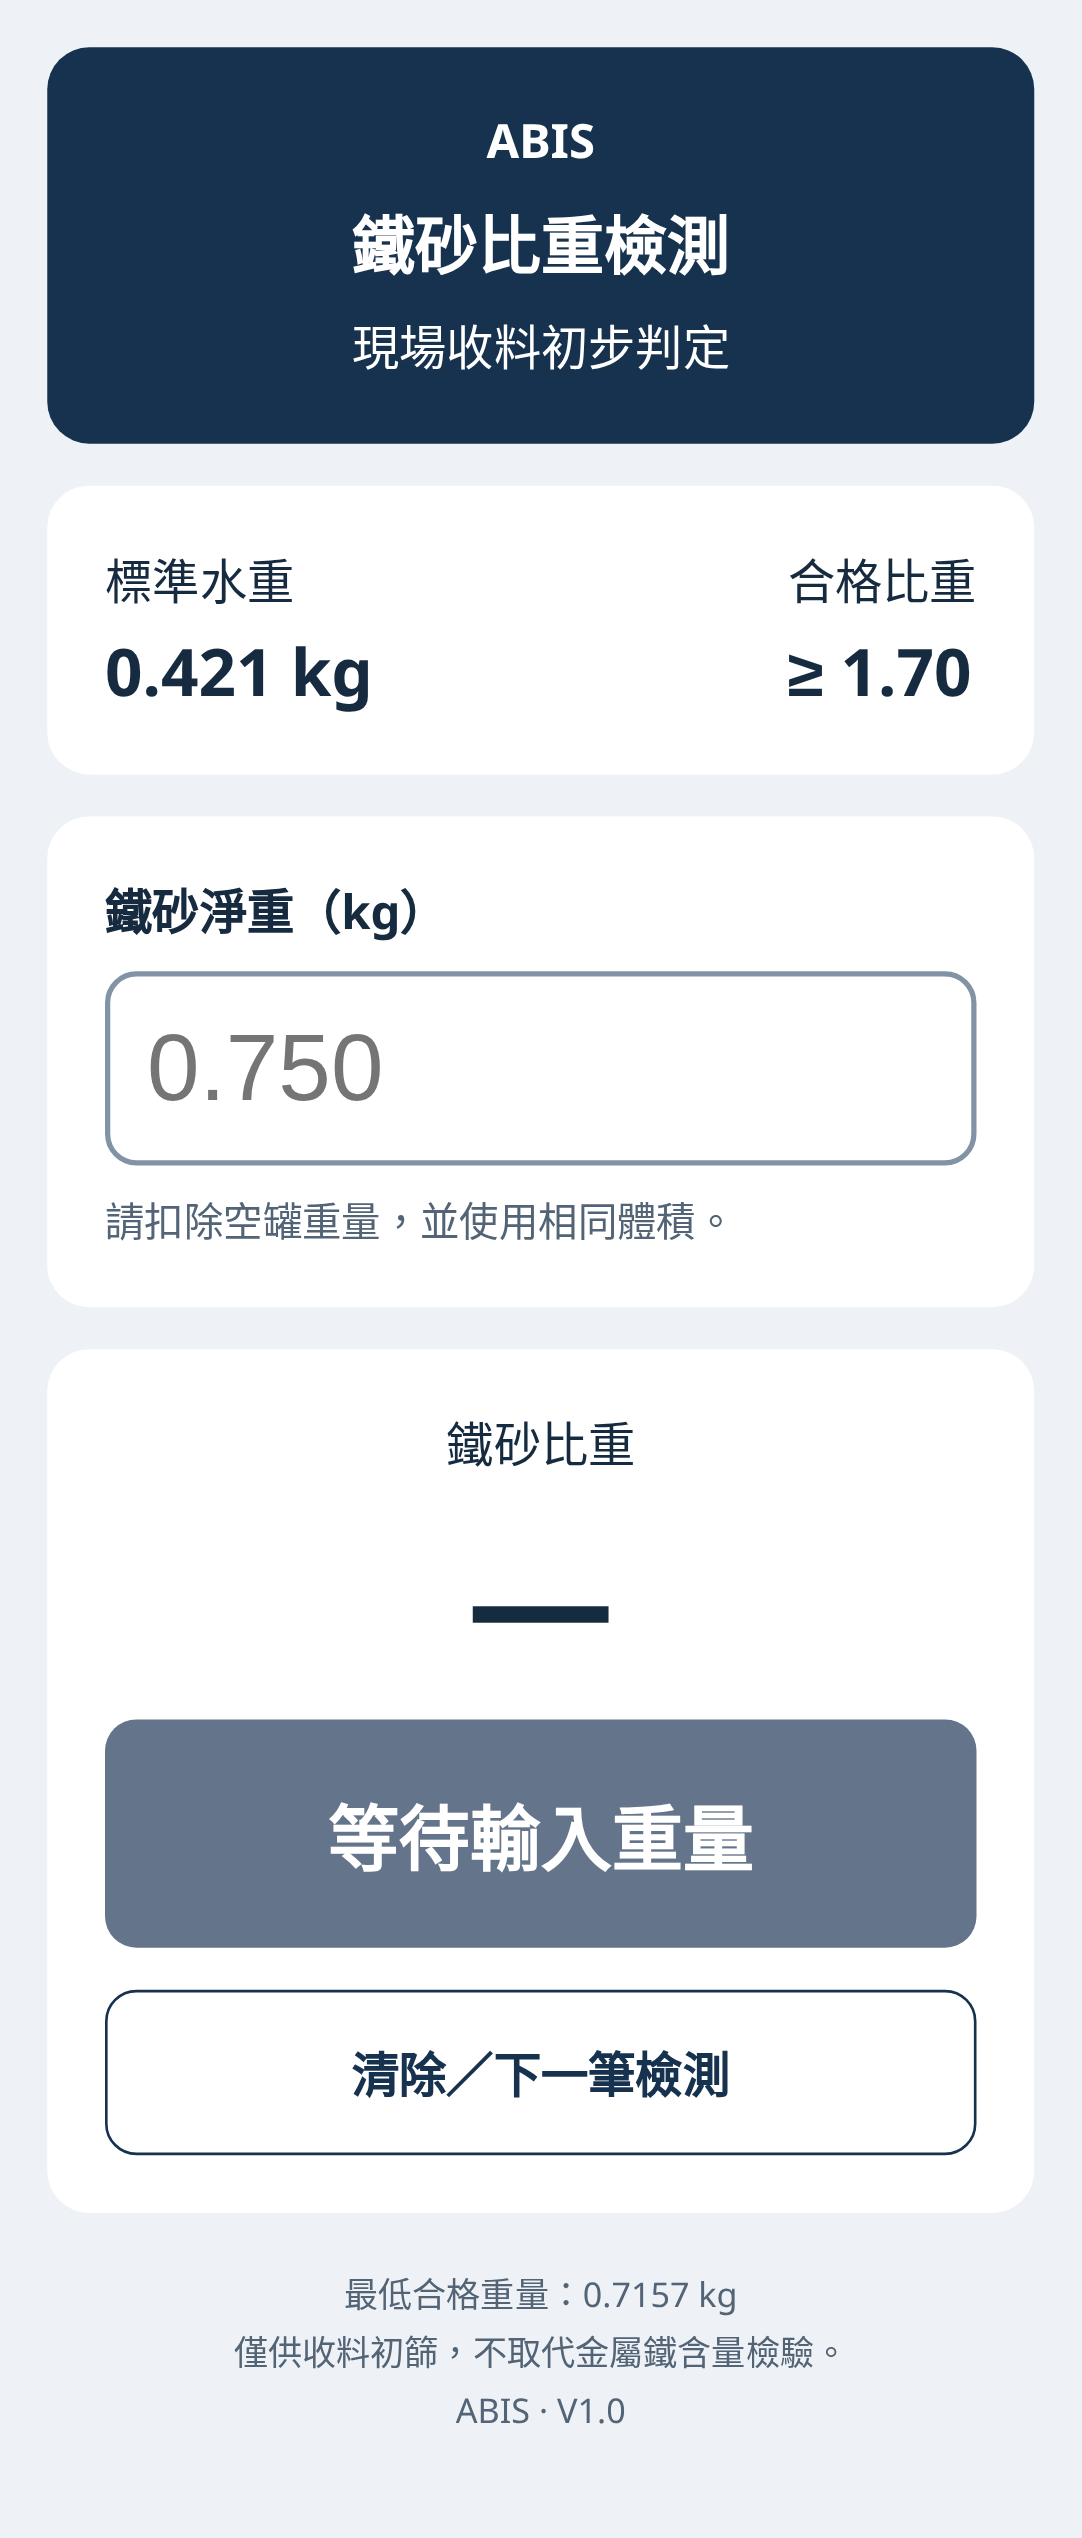 ABIS
鐵砂比重檢測
現場收料初步判定
標準水重
0.421 kg
合格比重
≥ 1.70
鐵砂淨重（kg）
0.750
請扣除空罐重量，並使用相同體積。
鐵砂比重
—
等待輸入重量
清除／下一筆檢測
最低合格重量：0.7157 kg
僅供收料初篩，不取代金屬鐵含量檢驗。
ABIS · V1.0